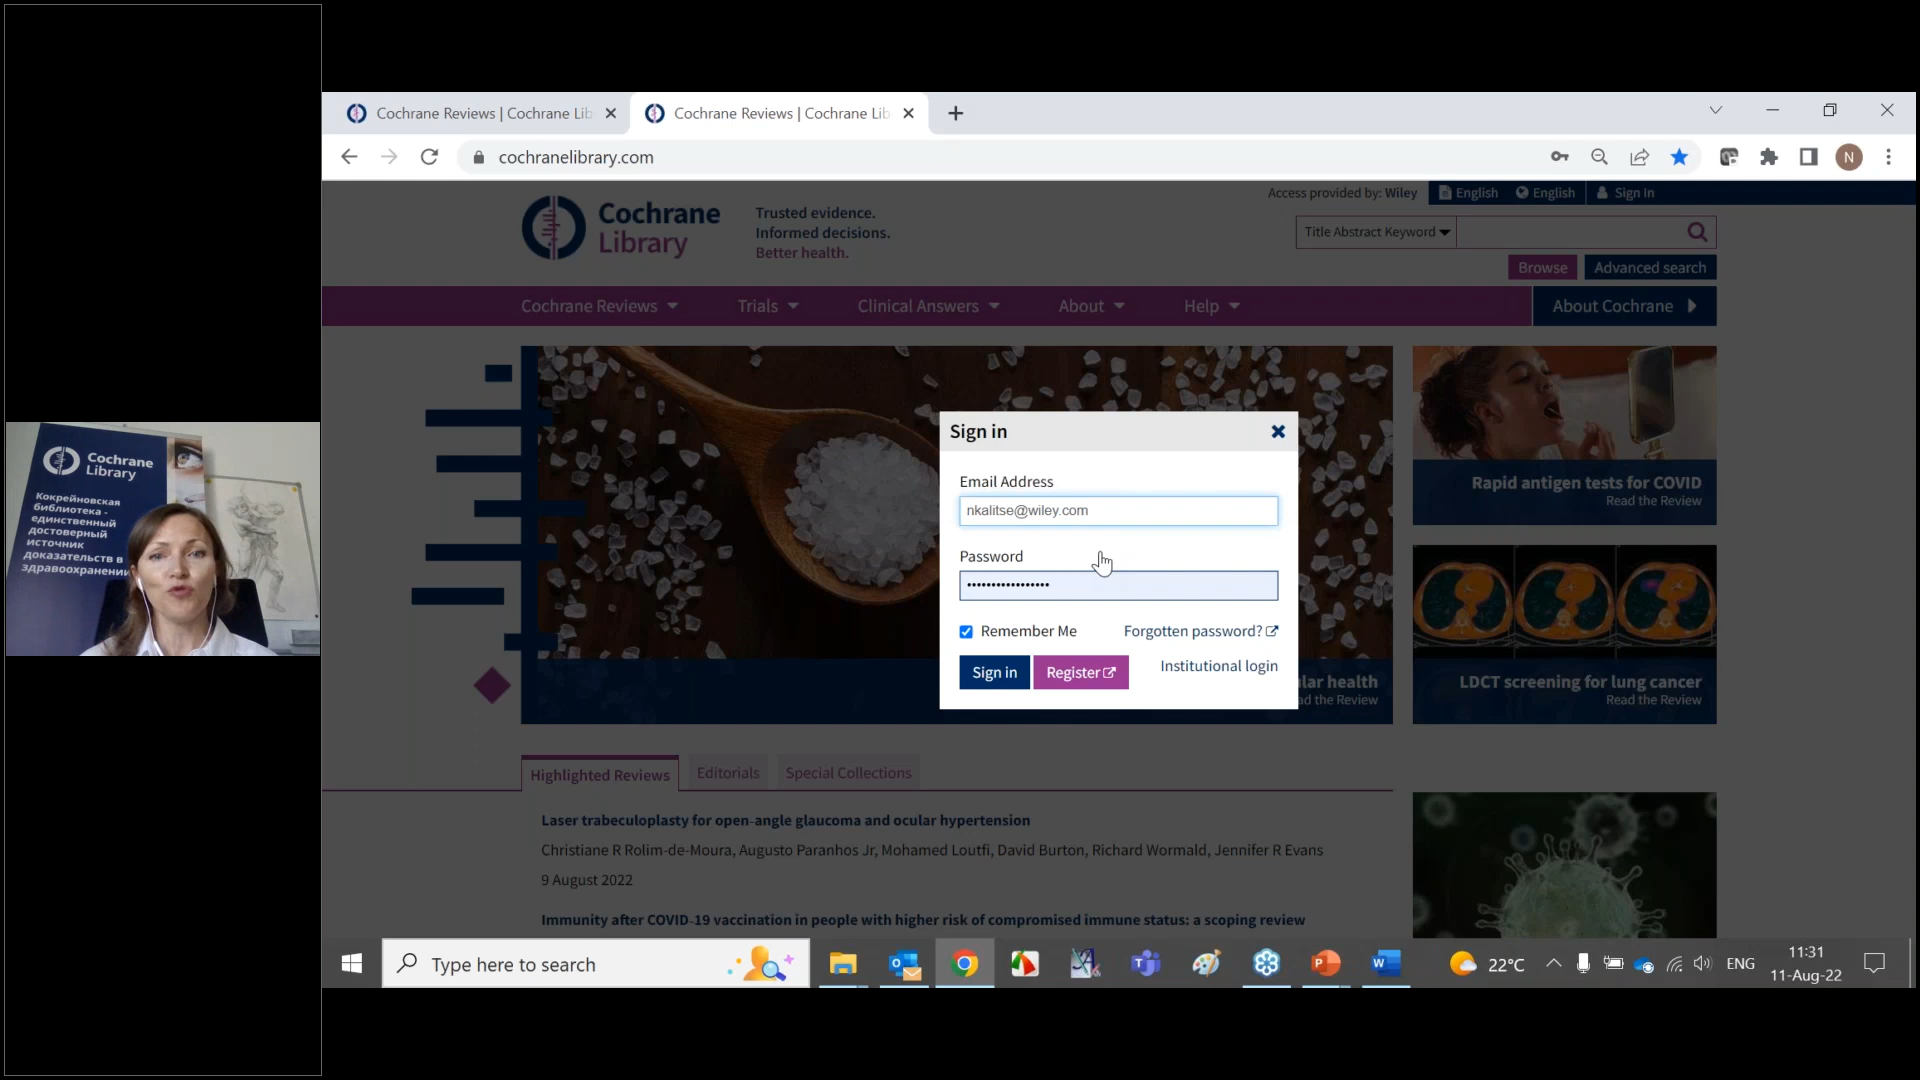 Cochrane
Library
Кокрейновская
библиотека -
единственный
достоверный
источник
доказательств в
здравоохранении
Cochrane Reviews | Cochrane Lib
Cochrane Reviews | Cochrane Lib
cochranelibrary.com
N
Access provided by: Wiley
English
English
Sign In
Cochrane
Library
Trusted evidence.
Informed decisions.
Better health.
Title Abstract Keyword
Browse
Advanced search
Cochrane Reviews
Trials
Clinical Answers
About
Help
About Cochrane
Rapid antigen tests for COVID
Read the Review
Sign in
Email Address
nkalitse@wiley.com
Password
•••••••••••••••••
Remember Me
Forgotten password?
Sign in
Register
Institutional login
lar health
ad the Review
LDCT screening for lung cancer
Read the Review
Highlighted Reviews
Editorials
Special Collections
Laser trabeculoplasty for open-angle glaucoma and ocular hypertension
Christiane R Rolim-de-Moura, Augusto Paranhos Jr, Mohamed Loutfi, David Burton, Richard Wormald, Jennifer R Evans
9 August 2022
Immunity after COVID-19 vaccination in people with higher risk of compromised immune status: a scoping review
Type here to search
22°C
ENG
11:31
11-Aug-22